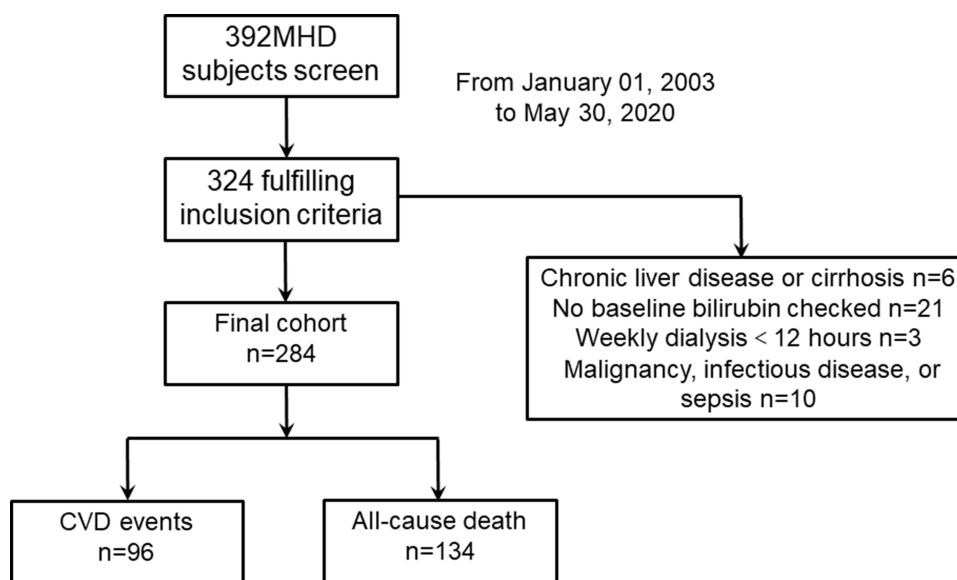 392MHD
subjects screen
From January 01, 2003
to May 30, 2020
324 fulfilling
inclusion criteria
Chronic liver disease or cirrhosis n=6
No baseline bilirubin checked n=21
Weekly dialysis < 12 hours n=3
Malignancy, infectious disease, or
sepsis n=10
Final cohort
n=284
CVD events
n=96
All-cause death
n=134